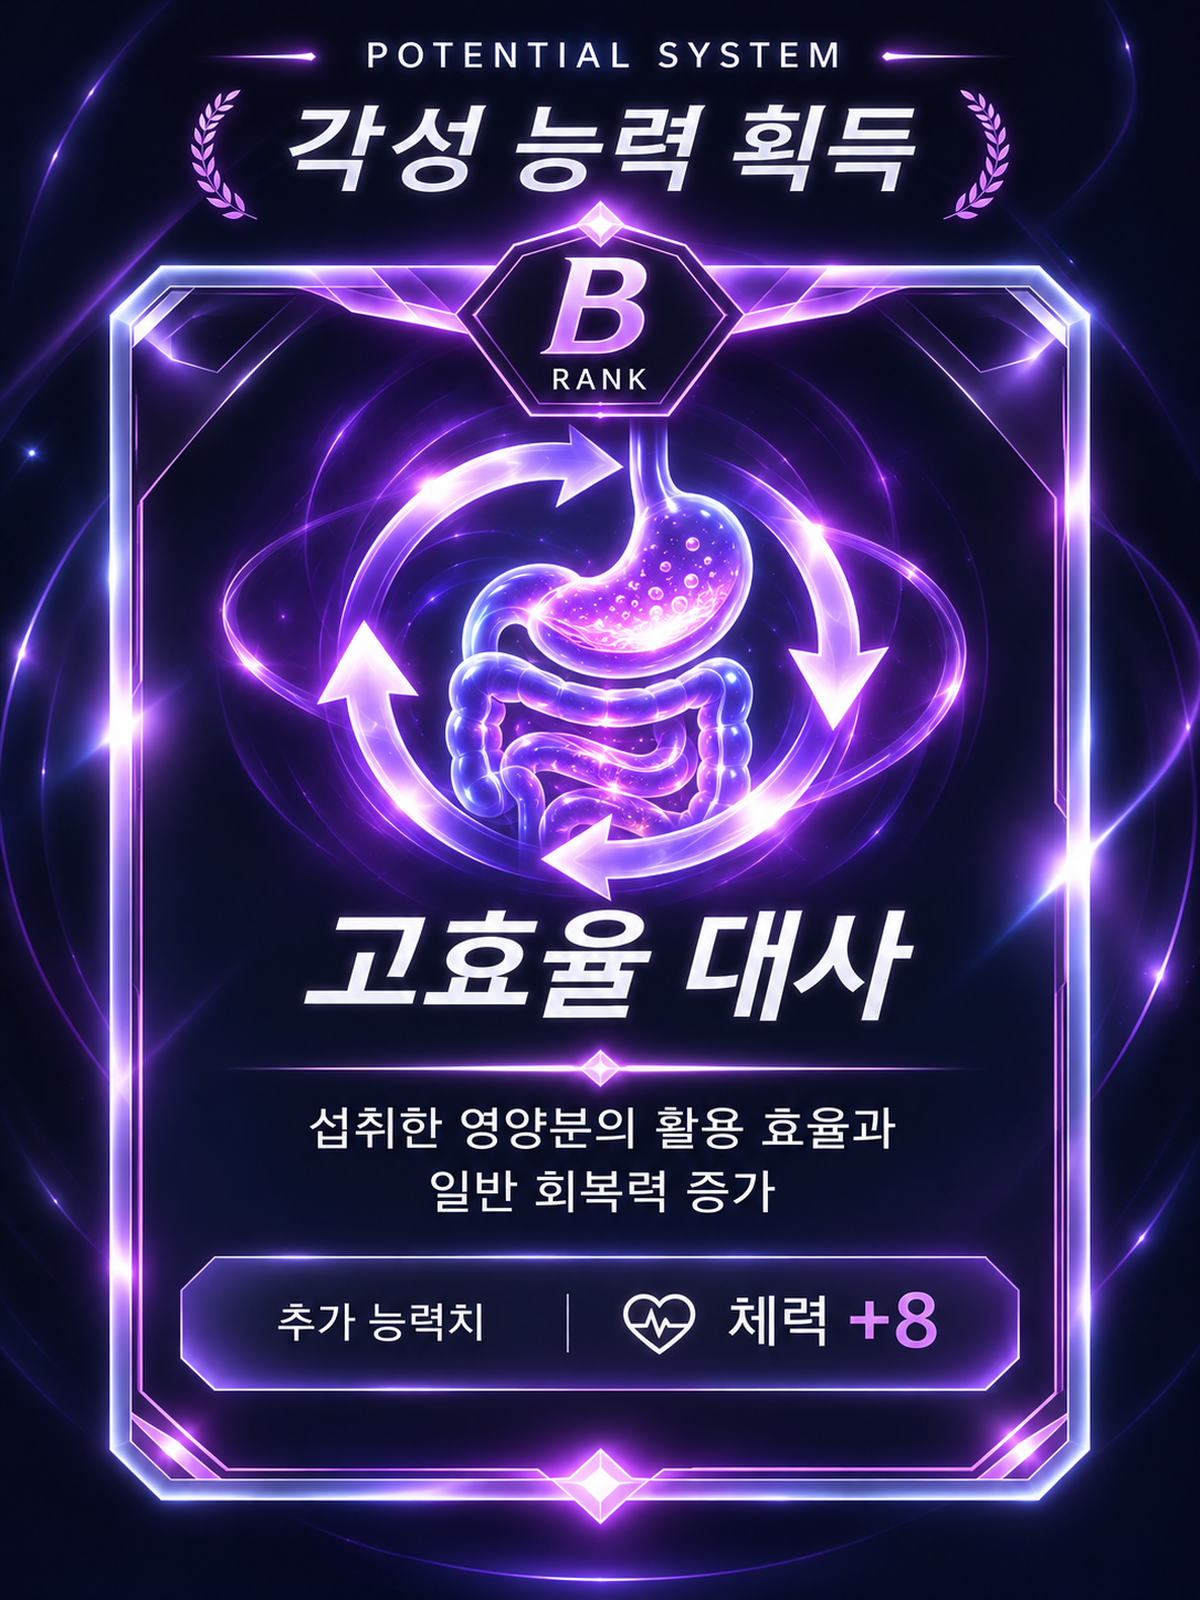 POTENTIAL SYSTEM
각성 능력 획득
B
RANK
고효율 대사
섭취한 영양분의 활용 효율과
일반 회복력 증가
추가 능력치 체력 +8